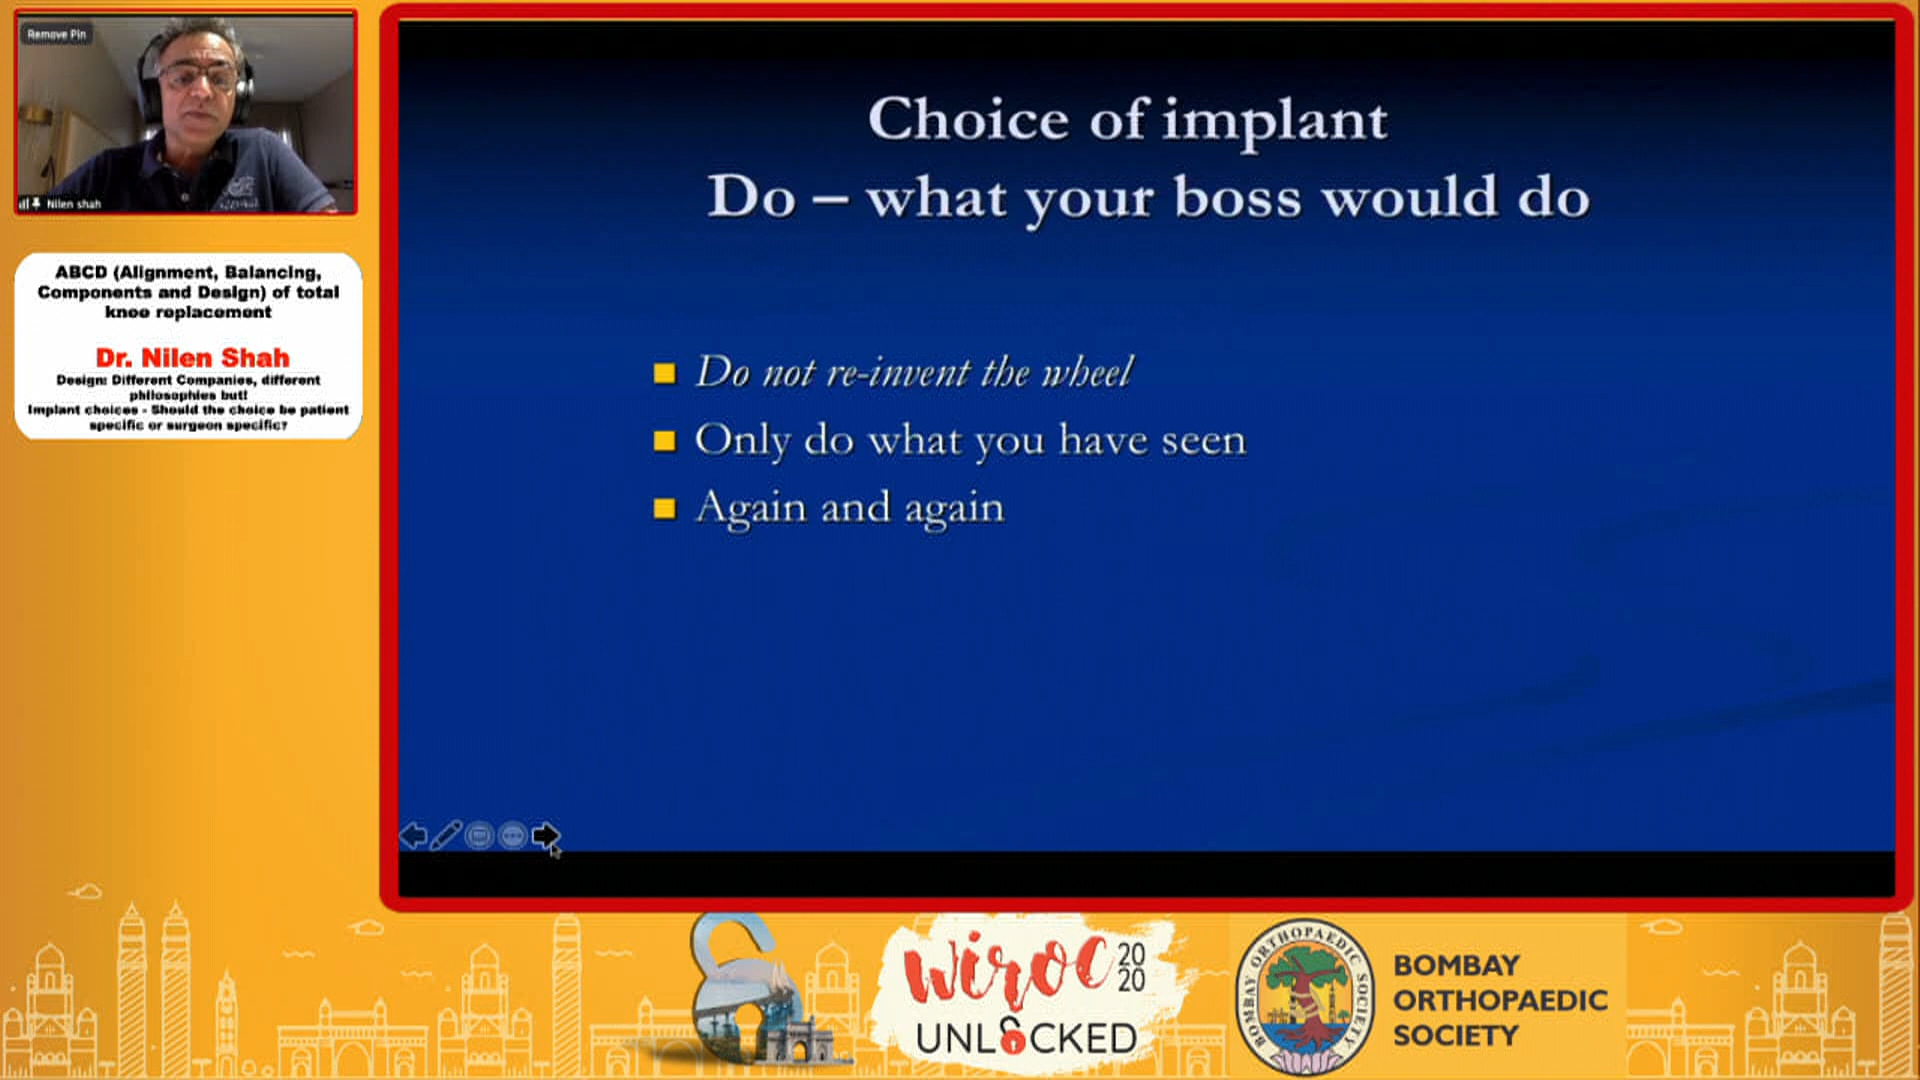 Remove Pin
Nilen shah
ABCD (Alignment, Balancing,
Components and Design) of total
knee replacement
Dr. Nilen Shah
Design: Different Companies, different
philosophies but!
Implant choices - Should the choice be patient
specific or surgeon specific?
Choice of implant
Do – what your boss would do
Do not re-invent the wheel
Only do what you have seen
Again and again
wiroc 20
20
UNLOCKED
BOMBAY ORTHOPAEDIC SOCIETY
BOMBAY
ORTHOPAEDIC
SOCIETY